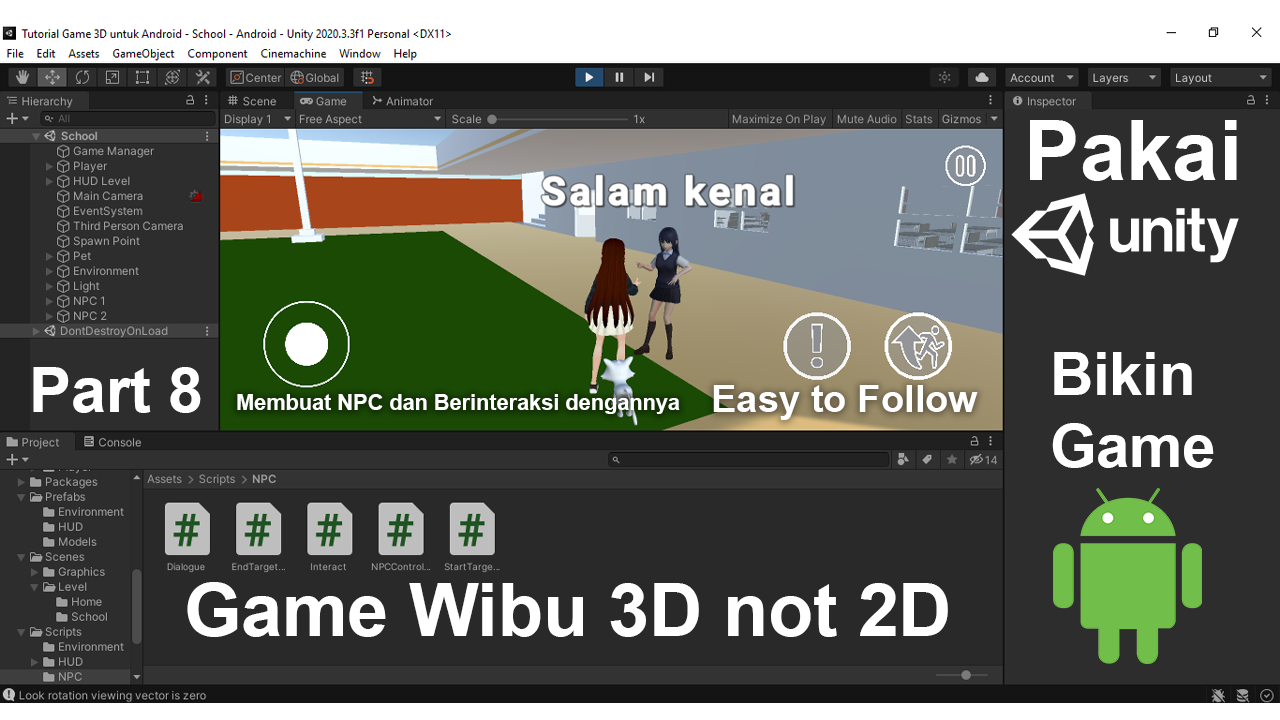 Tutorial Game 3D untuk Android - School - Android - Unity 2020.3.3f1 Personal <DX11>
File Edit Assets GameObject Component Cinemachine Window Help
Center Global Account Layers Layout
Hierarchy
All
School
Game Manager
Player
HUD Level
Main Camera
EventSystem
Third Person Camera
Spawn Point
Pet
Environment
Light
NPC 1
NPC 2
DontDestroyOnLoad
Part 8
Scene Game Animator
Display 1 Free Aspect Scale 1x Maximize On Play Mute Audio Stats Gizmos
Salam kenal
Membuat NPC dan Berinteraksi dengannya
Easy to Follow
Inspector
Pakai
unity
Bikin
Game
Project Console
14
Packages
Prefabs
Environment
HUD
Models
Scenes
Graphics
Level
Home
School
Scripts
Environment
HUD
NPC
Assets > Scripts > NPC
Dialogue EndTarget... Interact NPCControl... StartTarge...
Game Wibu 3D not 2D
Look rotation viewing vector is zero